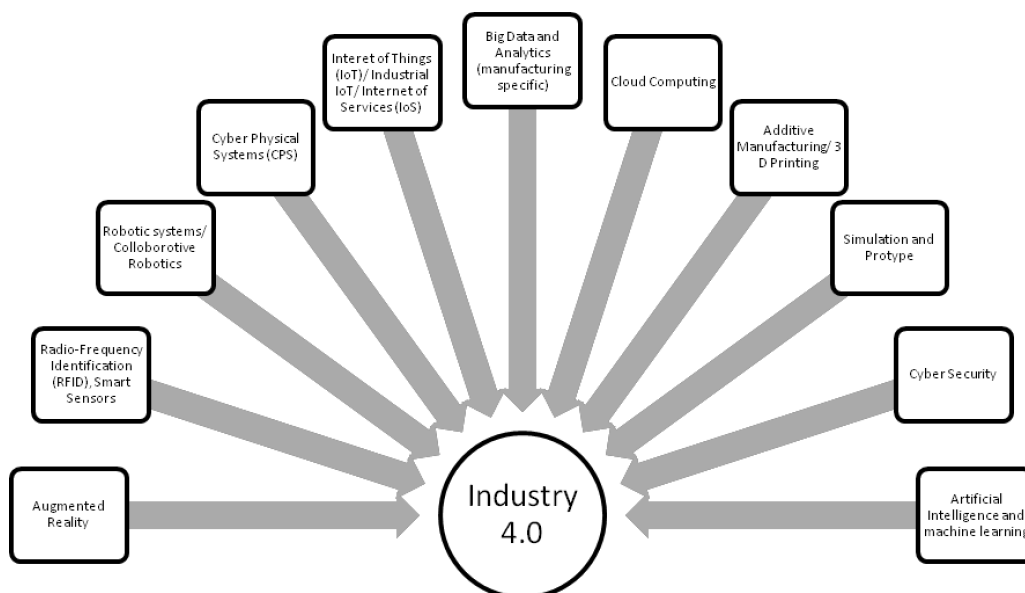 Big Data and
Analytics
(manufacturing
specific)
Interet of Things
(IoT)/ Industrial
IoT/ Internet of
Services (IoS)
Cloud Computing
Cyber Physical
Systems (CPS)
Additive
Manufacturing/ 3
D Printing
Robotic systems/
Colloborotive
Robotics
Simulation and
Protype
Radio-Frequency
Identification
(RFID), Smart
Sensors
Cyber Security
Augmented
Reality
Industry
4.0
Artificial
Intelligence and
machine learning